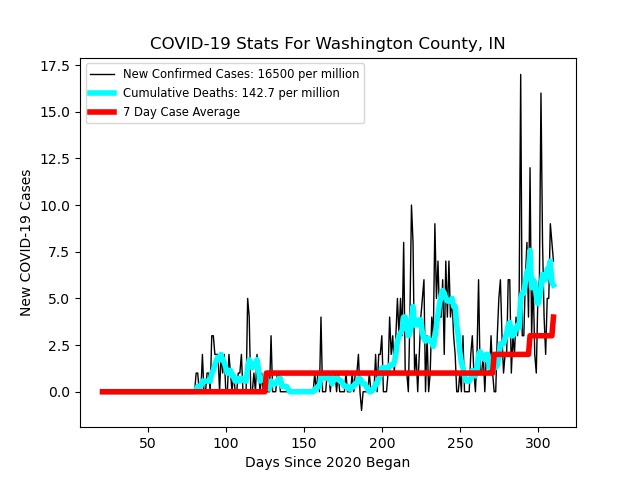 COVID-19 Stats For Washington County, IN
New Confirmed Cases: 16500 per million
Cumulative Deaths: 142.7 per million
7 Day Case Average
17.5
15.0
12.5
10.0
7.5
5.0
2.5
0.0
New COVID-19 Cases
50 100 150 200 250 300
Days Since 2020 Began